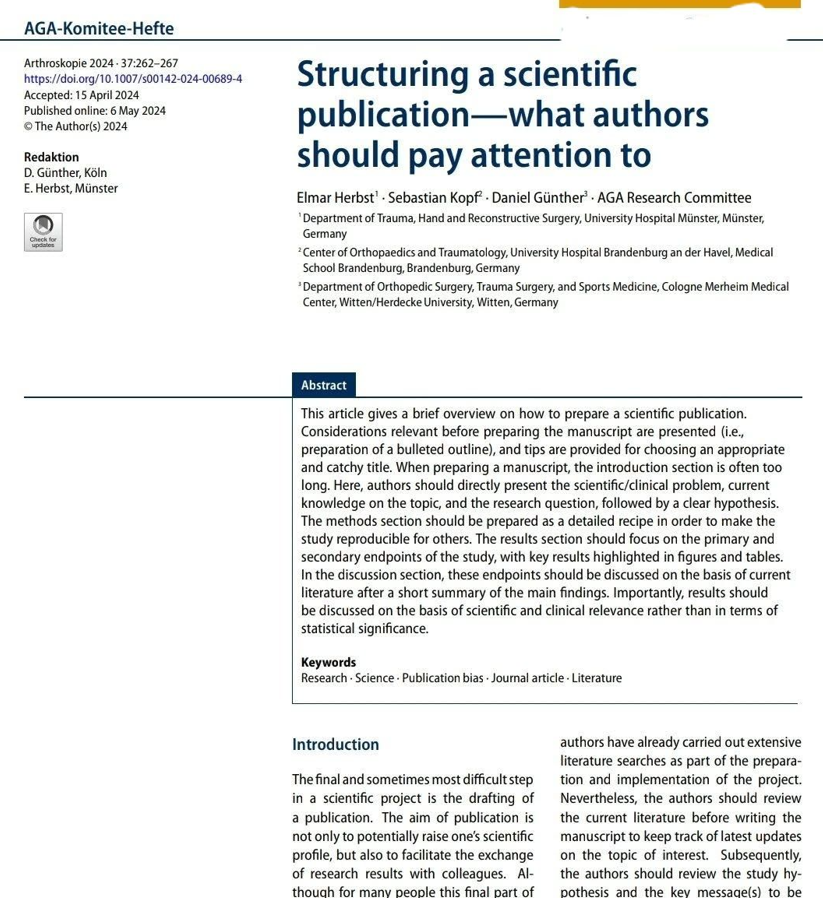 AGA-Komitee-Hefte
Arthroskopie 2024 · 37:262–267
https://doi.org/10.1007/s00142-024-00689-4
Accepted: 15 April 2024
Published online: 6 May 2024
© The Author(s) 2024
Redaktion
D. Günther, Köln
E. Herbst, Münster
Check for
updates
Structuring a scientific
publication—what authors
should pay attention to
Elmar Herbst¹ · Sebastian Kopf² · Daniel Günther³ · AGA Research Committee
¹ Department of Trauma, Hand and Reconstructive Surgery, University Hospital Münster, Münster,
Germany
² Center of Orthopaedics and Traumatology, University Hospital Brandenburg an der Havel, Medical
School Brandenburg, Brandenburg, Germany
³ Department of Orthopedic Surgery, Trauma Surgery, and Sports Medicine, Cologne Merheim Medical
Center, Witten/Herdecke University, Witten, Germany
Abstract
This article gives a brief overview on how to prepare a scientific publication.
Considerations relevant before preparing the manuscript are presented (i.e.,
preparation of a bulleted outline), and tips are provided for choosing an appropriate
and catchy title. When preparing a manuscript, the introduction section is often too
long. Here, authors should directly present the scientific/clinical problem, current
knowledge on the topic, and the research question, followed by a clear hypothesis.
The methods section should be prepared as a detailed recipe in order to make the
study reproducible for others. The results section should focus on the primary and
secondary endpoints of the study, with key results highlighted in figures and tables.
In the discussion section, these endpoints should be discussed on the basis of current
literature after a short summary of the main findings. Importantly, results should
be discussed on the basis of scientific and clinical relevance rather than in terms of
statistical significance.
Keywords
Research · Science · Publication bias · Journal article · Literature
Introduction
The final and sometimes most difficult step
in a scientific project is the drafting of
a publication. The aim of publication is
not only to potentially raise one's scientific
profile, but also to facilitate the exchange
of research results with colleagues. Al-
though for many people this final part of
authors have already carried out extensive
literature searches as part of the prepara-
tion and implementation of the project.
Nevertheless, the authors should review
the current literature before writing the
manuscript to keep track of latest updates
on the topic of interest. Subsequently,
the authors should review the study hy-
pothesis and the key message(s) to be